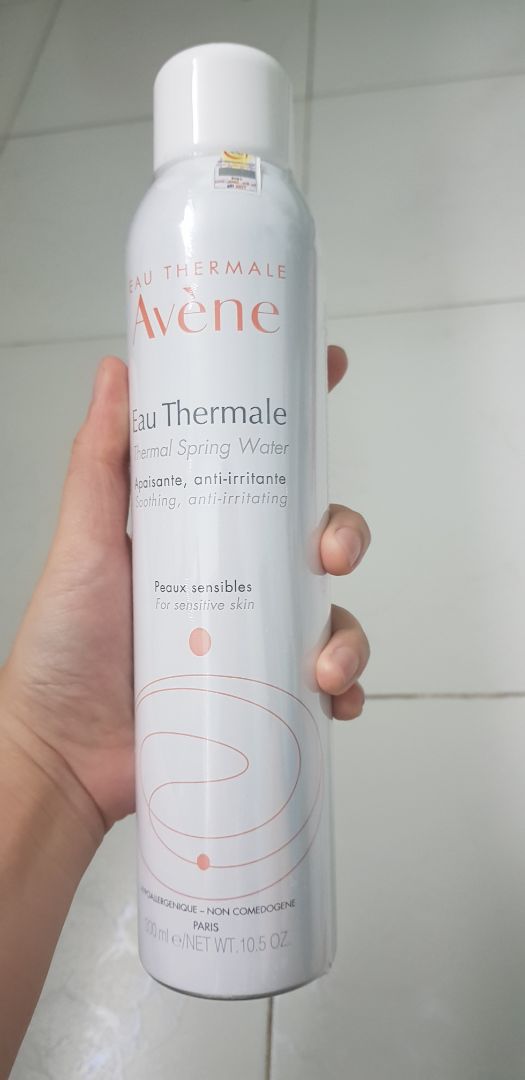 EAU THERMALE
Avène
Eau Thermale
Thermal Spring Water
Apaisante, anti-irritante
Soothing, anti-irritating
Peaux sensibles
For sensitive skin
HYPOALLERGENIQUE – NON COMEDOGENE
PARIS
300 ml e/NET WT.10.5 OZ.